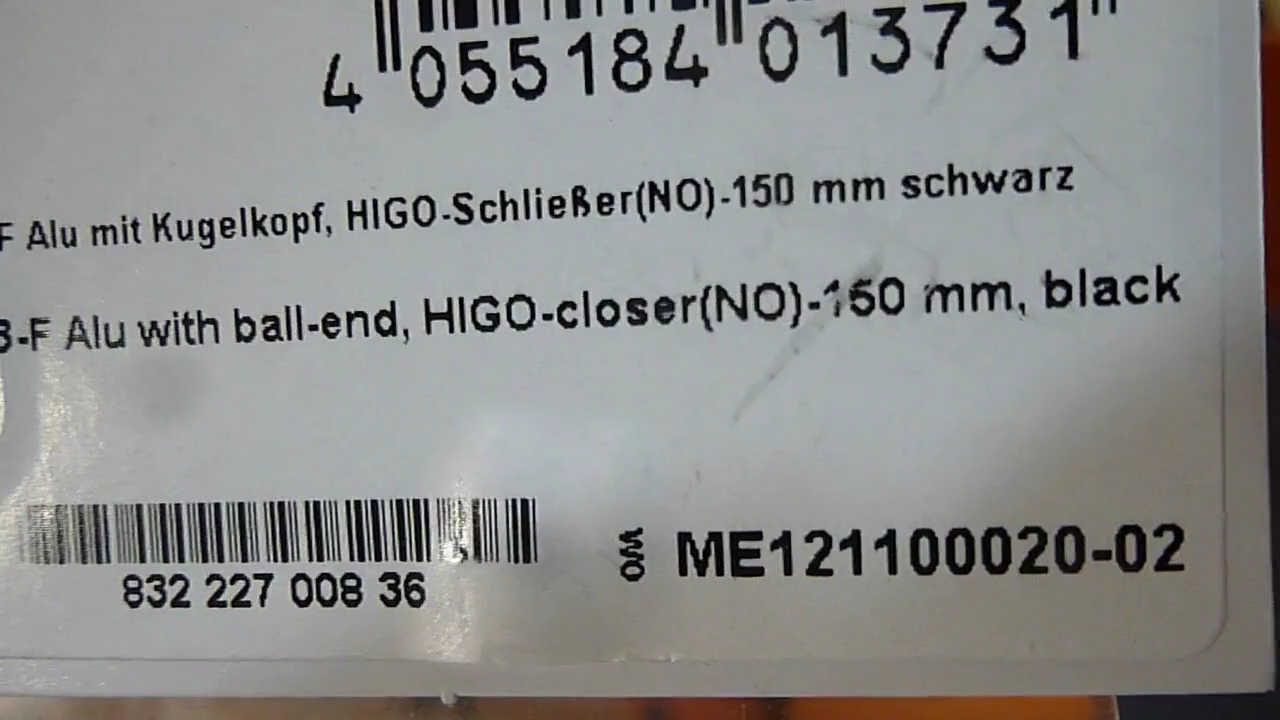 4 055184 013731
F Alu mit Kugelkopf, HIGO-Schließer(NO)-150 mm schwarz
3-F Alu with ball-end, HIGO-closer(NO)-150 mm, black
832 227 008 36
ME121100020-02